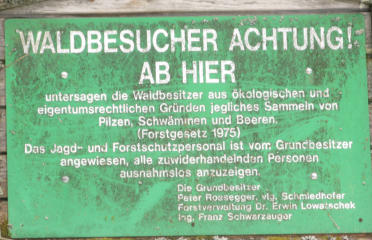 WALDBESUCHER ACHTUNG!
AB HIER
untersagen die Waldbesitzer aus ökologischen und
eigentumsrechtlichen Gründen jegliches Sammeln von
Pilzen, Schwämmen und Beeren.
(Forstgesetz 1975)
Das Jagd- und Forstschutzpersonal ist vom Grundbesitzer
angewiesen, alle zuwiderhandelnden Personen
ausnahmslos anzuzeigen.
Die Grundbesitzer
Peter Rosegger, vlg. Schmiedhofer
Forstverwaltung Dr. Erwin Lowatschek
Ing. Franz Schwarzauger